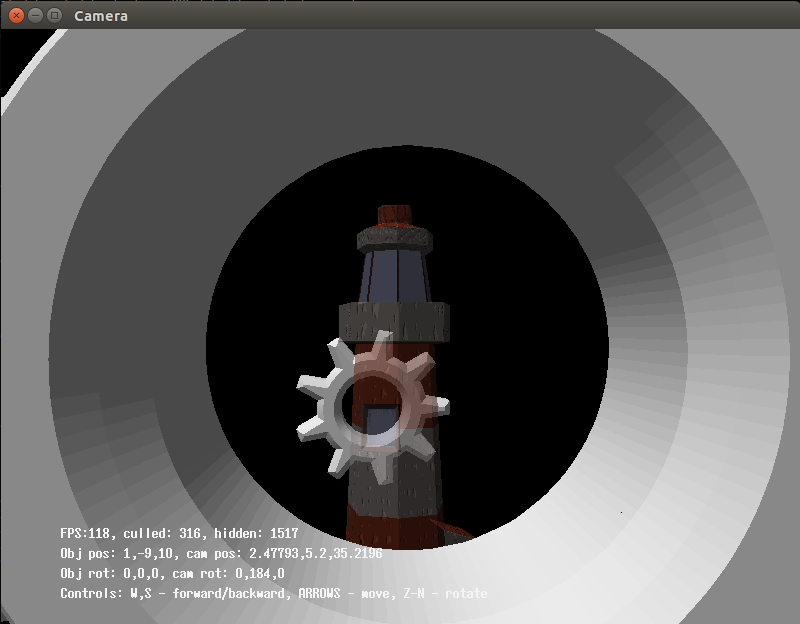 Camera
FPS:118, culled: 316, hidden: 1517
Obj pos: 1,-9,10, cam pos: 2.47793,5.2,35.2196
Obj rot: 0,0,0, cam rot: 0,184,0
Controls: W,S - forward/backward, ARROWS - move, Z-N - rotate